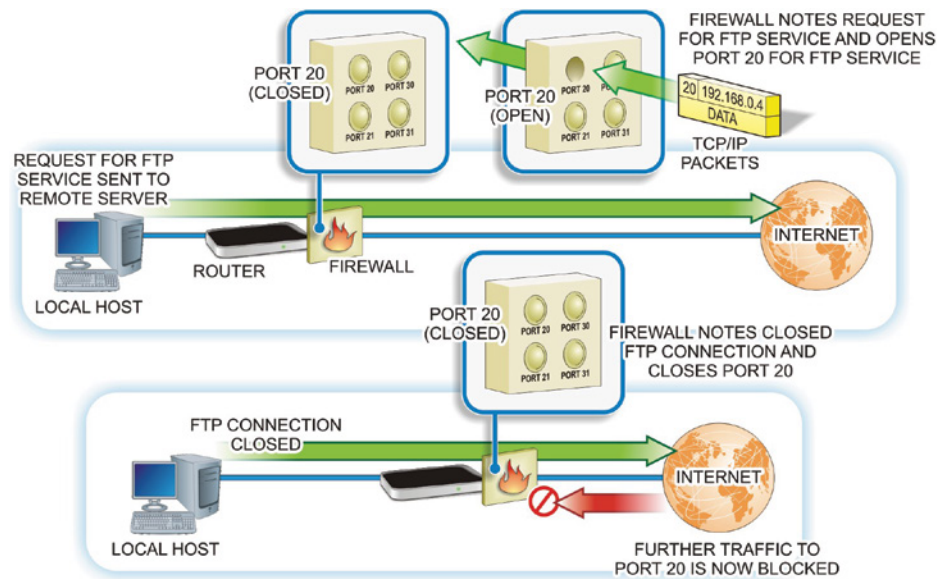 FIREWALL NOTES REQUEST
FOR FTP SERVICE AND OPENS
PORT 20 FOR FTP SERVICE
PORT 20
(CLOSED)
PORT 20
PORT 30
PORT 21
PORT 31
PORT 20
(OPEN)
PORT 20
PORT 21
PORT 31
20
192.168.0.4
DATA
TCP/IP
PACKETS
REQUEST FOR FTP
SERVICE SENT TO
REMOTE SERVER
LOCAL HOST
ROUTER
FIREWALL
INTERNET
PORT 20
(CLOSED)
PORT 20
PORT 30
PORT 21
PORT 31
FIREWALL NOTES CLOSED
FTP CONNECTION AND
CLOSES PORT 20
FTP CONNECTION
CLOSED
LOCAL HOST
INTERNET
FURTHER TRAFFIC TO
PORT 20 IS NOW BLOCKED